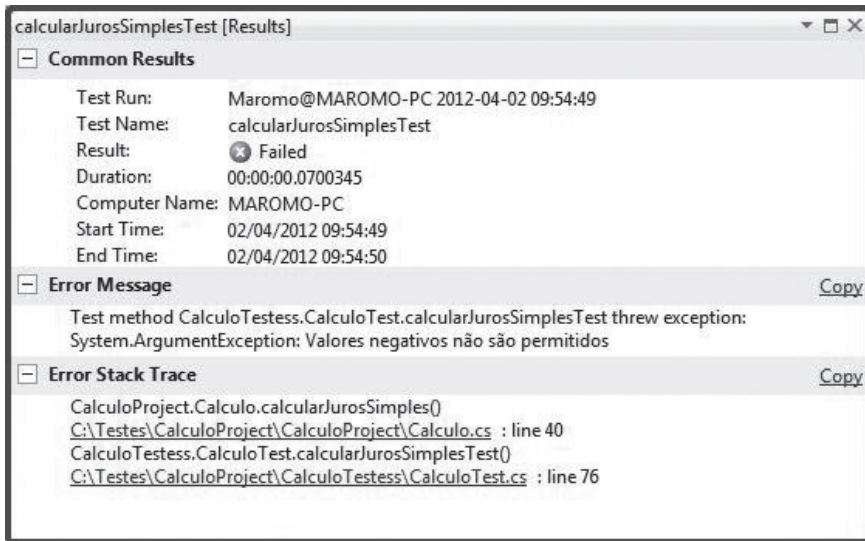 calcularJurosSimplesTest [Results]
Common Results
Test Run: Maromo@MAROMO-PC 2012-04-02 09:54:49
Test Name: calcularJurosSimplesTest
Result: Failed
Duration: 00:00:00.0700345
Computer Name: MAROMO-PC
Start Time: 02/04/2012 09:54:49
End Time: 02/04/2012 09:54:50
Error Message Copy
Test method CalculoTestess.CalculoTest.calcularJurosSimplesTest threw exception:
System.ArgumentException: Valores negativos não são permitidos
Error Stack Trace Copy
CalculoProject.Calculo.calcularJurosSimples()
C:\Testes\CalculoProject\CalculoProject\Calculo.cs : line 40
CalculoTestess.CalculoTest.calcularJurosSimplesTest()
C:\Testes\CalculoProject\CalculoTestess\CalculoTest.cs : line 76